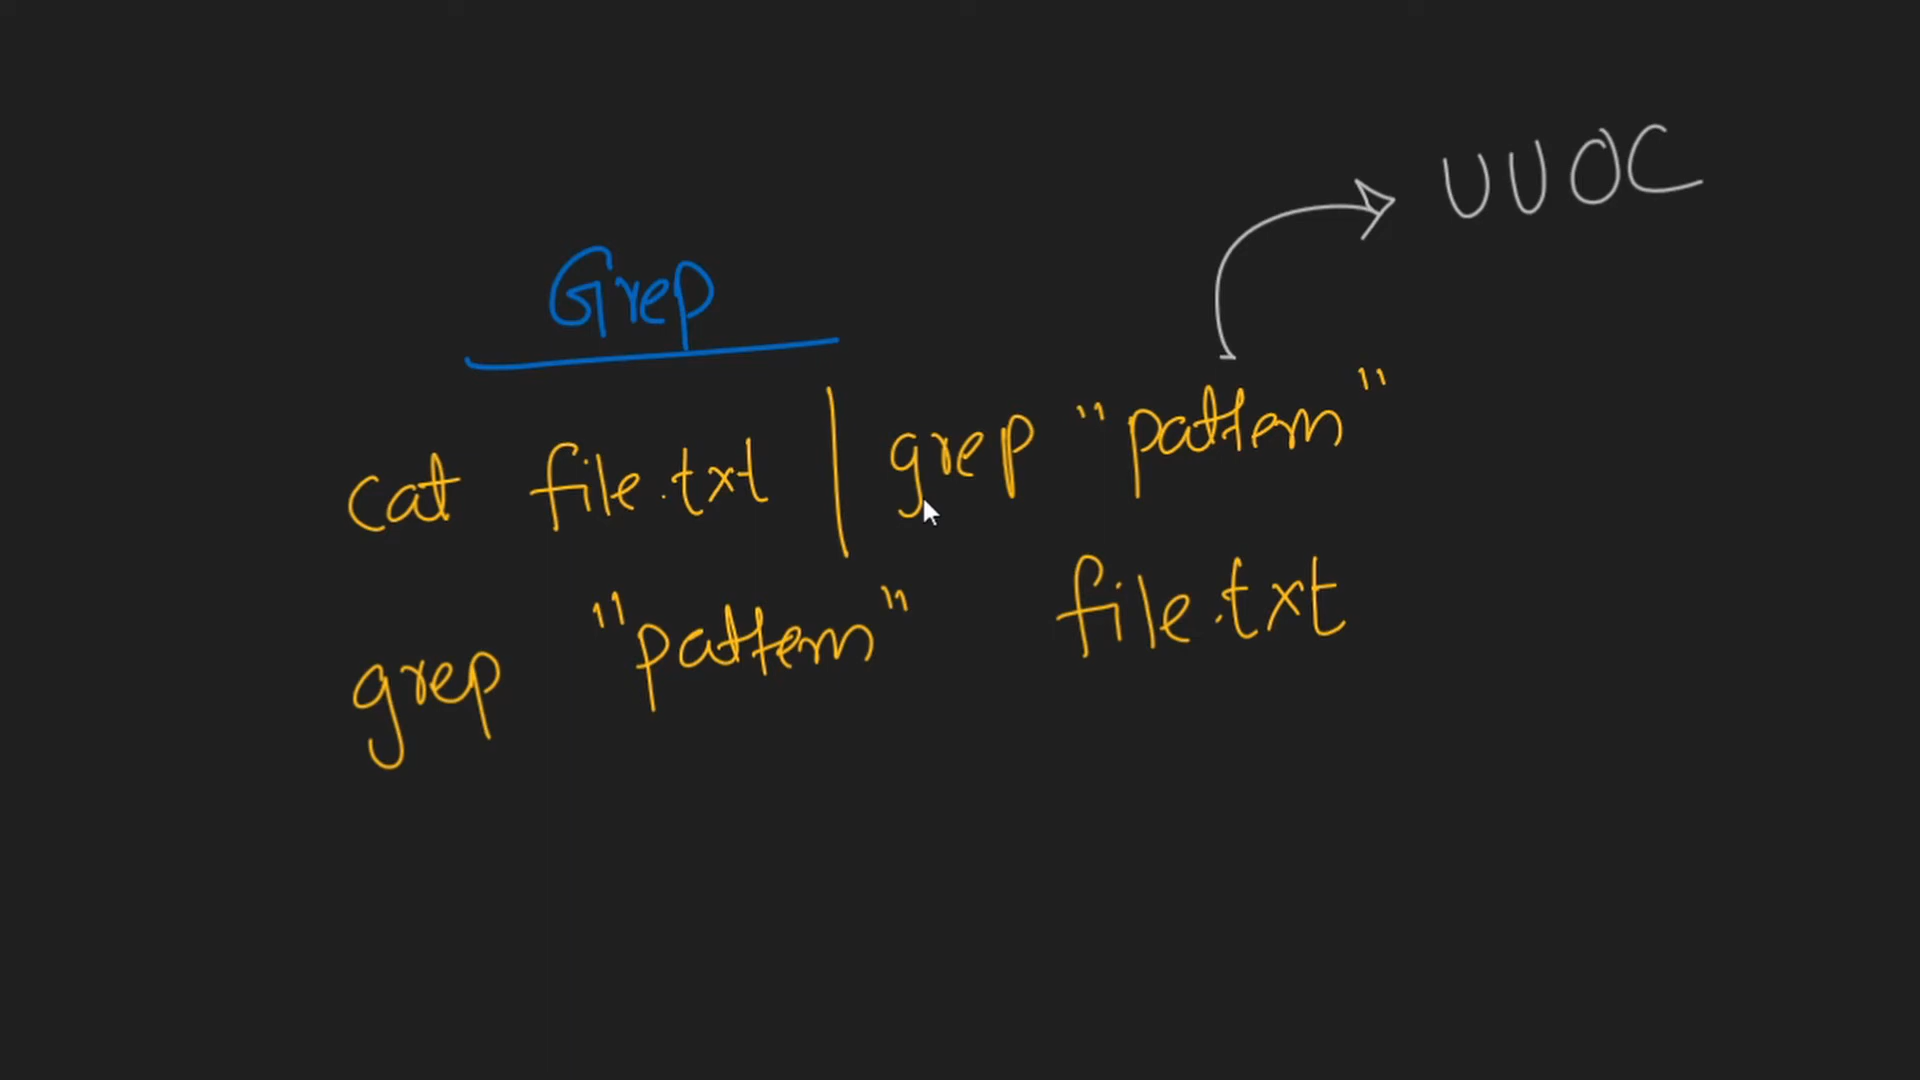 UUOC
Grep
cat file.txt | grep "pattern"
grep "pattern" file.txt